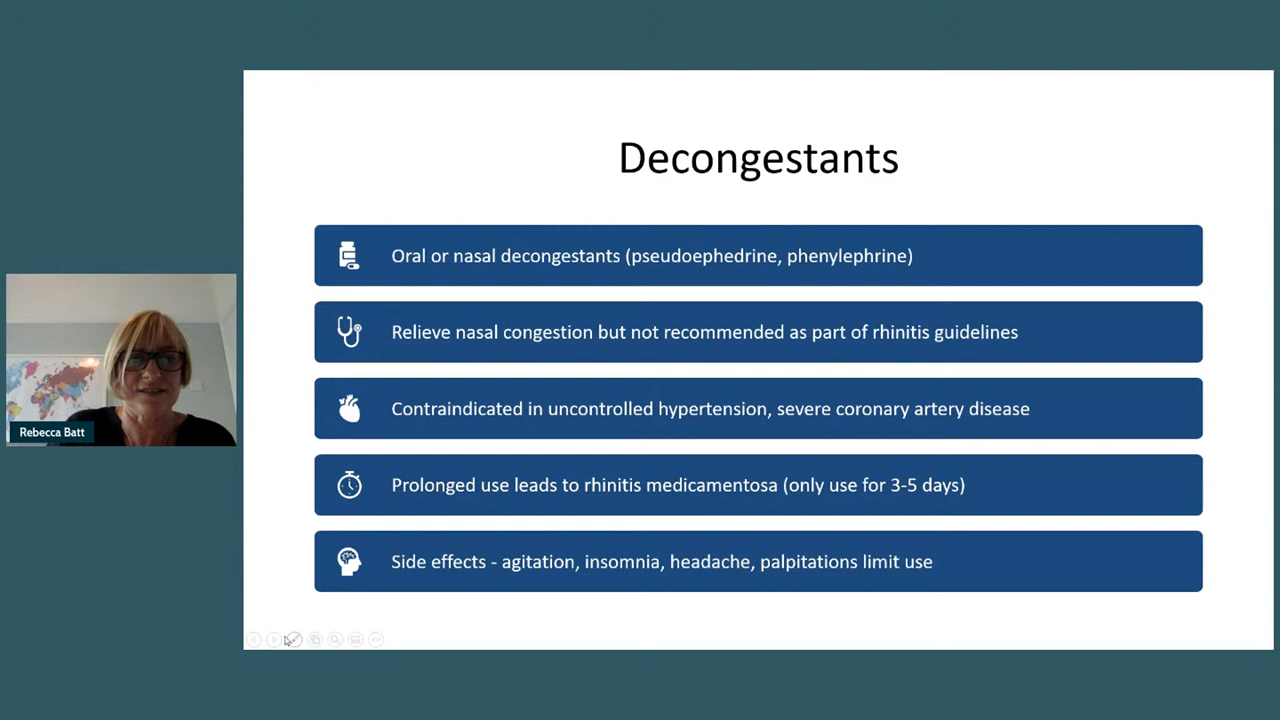 Decongestants
Oral or nasal decongestants (pseudoephedrine, phenylephrine)
Relieve nasal congestion but not recommended as part of rhinitis guidelines
Contraindicated in uncontrolled hypertension, severe coronary artery disease
Prolonged use leads to rhinitis medicamentosa (only use for 3-5 days)
Side effects - agitation, insomnia, headache, palpitations limit use
Rebecca Batt